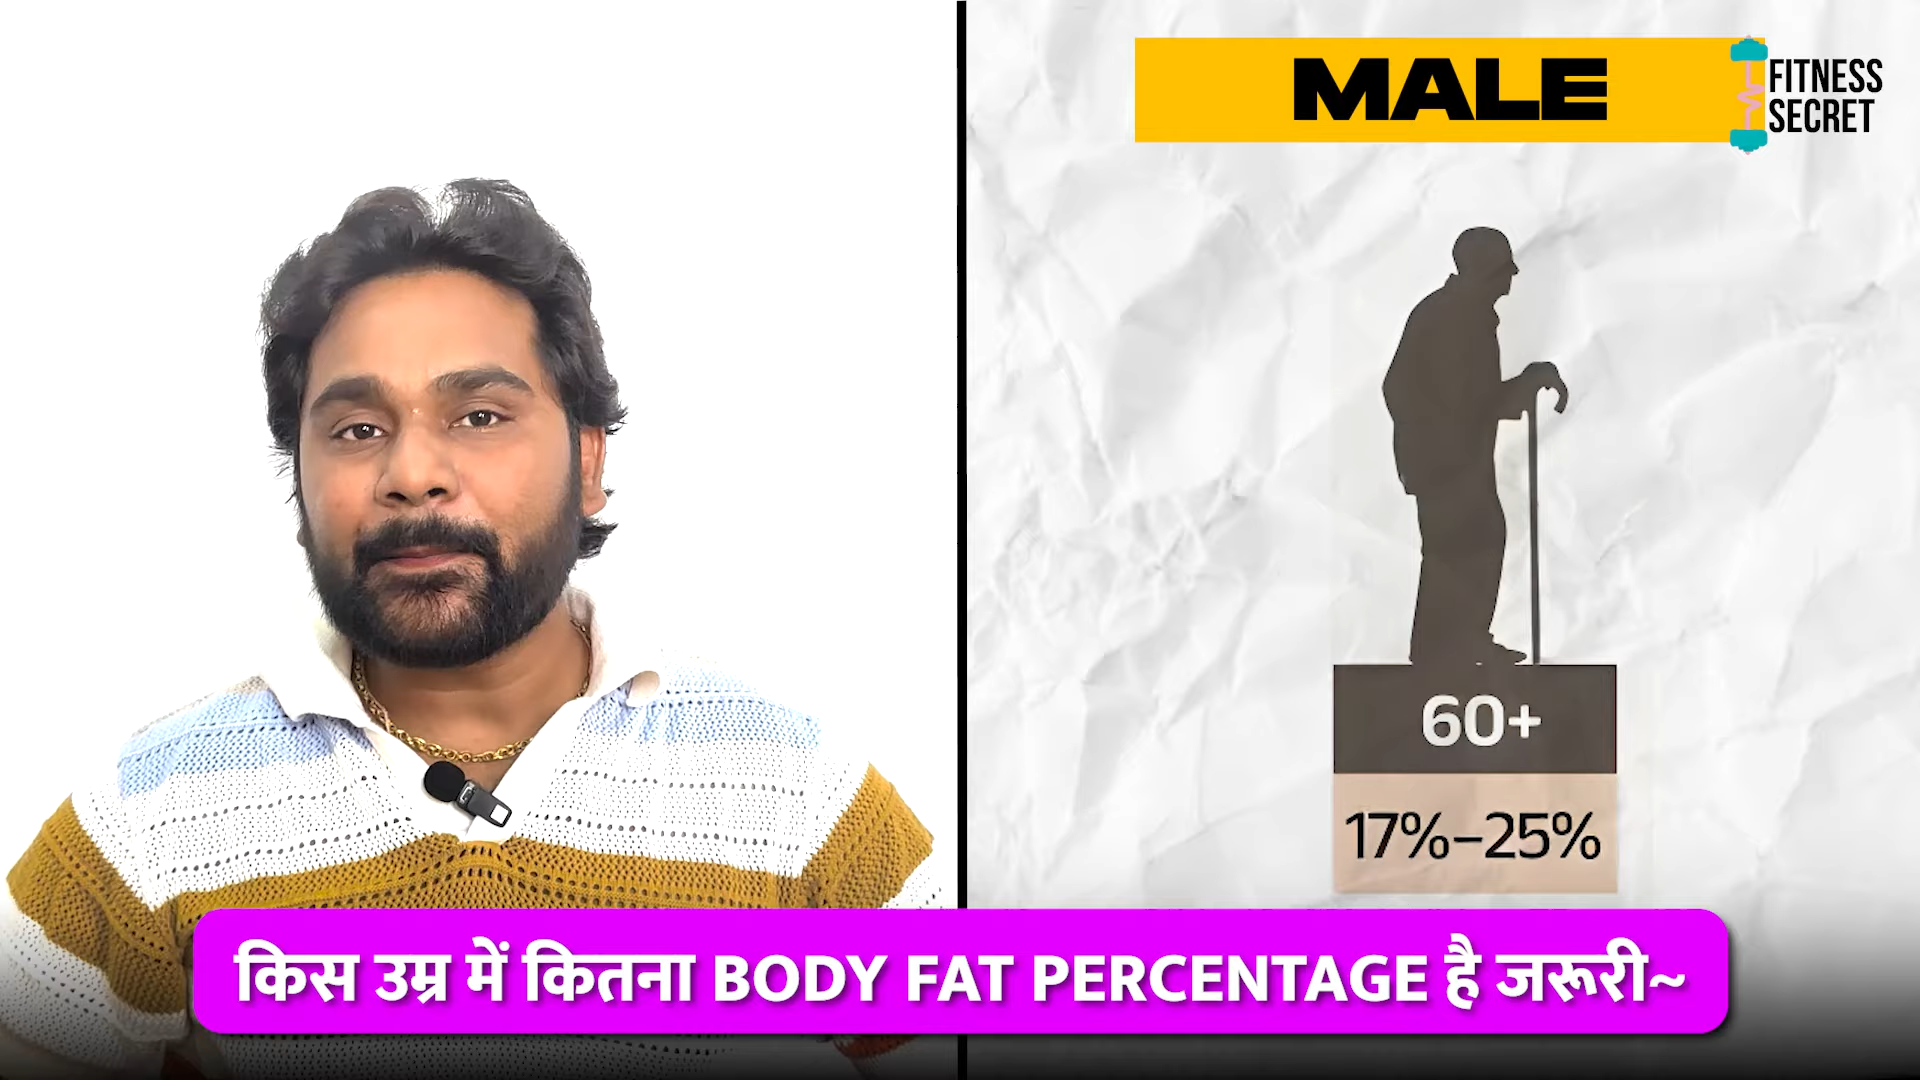 MALE
FITNESS
SECRET
60+
17%–25%
किस उम्र में कितना BODY FAT PERCENTAGE है जरूरी~